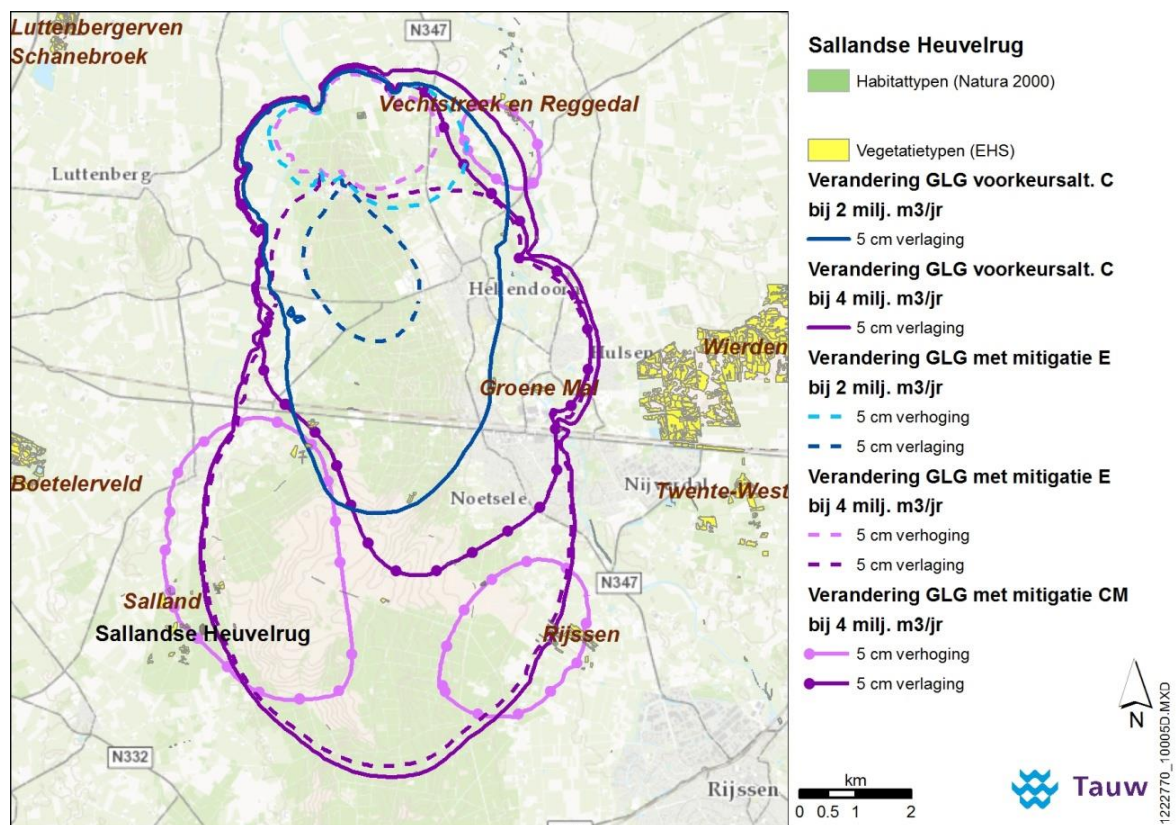 Luttenbergerven
Schanebroek
N347
Vechtstreek en Reggedal
Luttenberg
Hellendoorn
Hulsen
Wierden
Groene Mal
Boetelerveld
Noetsele
Nijverdal
Twente-West
N347
Salland
Sallandse Heuvelrug
Rijssen
N332
Rijssen
Sallandse Heuvelrug
Habitattypen (Natura 2000)
Vegetatietypen (EHS)
Verandering GLG voorkeursalt. C
bij 2 milj. m3/jr
5 cm verlaging
Verandering GLG voorkeursalt. C
bij 4 milj. m3/jr
5 cm verlaging
Verandering GLG met mitigatie E
bij 2 milj. m3/jr
5 cm verhoging
5 cm verlaging
Verandering GLG met mitigatie E
bij 4 milj. m3/jr
5 cm verhoging
5 cm verlaging
Verandering GLG met mitigatie CM
bij 4 milj. m3/jr
5 cm verhoging
5 cm verlaging
N
km
0 0.5 1 2
Tauw
1222770_10005D.MXD